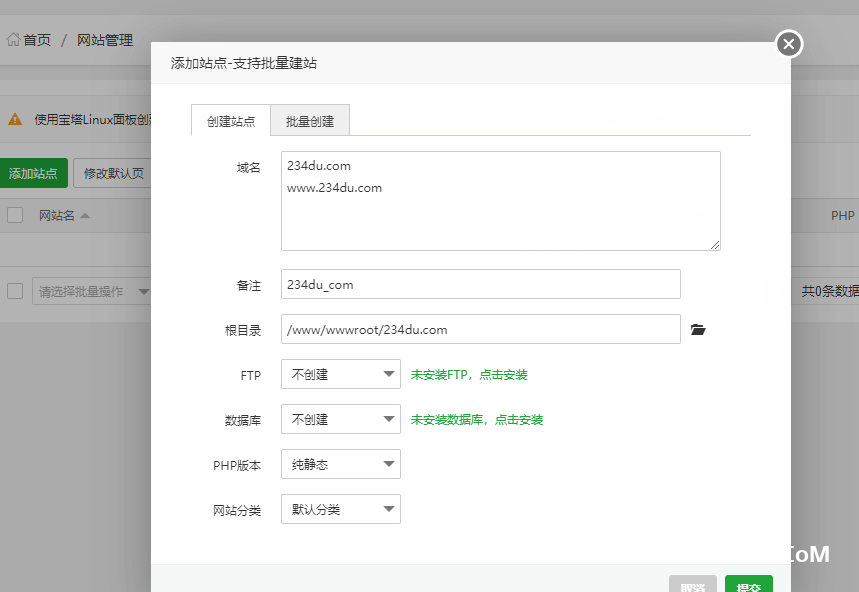 首页 / 网站管理
添加站点-支持批量建站
使用宝塔Linux面板创建
创建站点 批量创建
添加站点 修改默认页
域名 234du.com
www.234du.com
网站名 PHP
备注 234du_com
请选择批量操作 共0条数据
根目录 /www/wwwroot/234du.com
FTP 不创建 未安装FTP，点击安装
数据库 不创建 未安装数据库，点击安装
PHP版本 纯静态
网站分类 默认分类
取消 提交